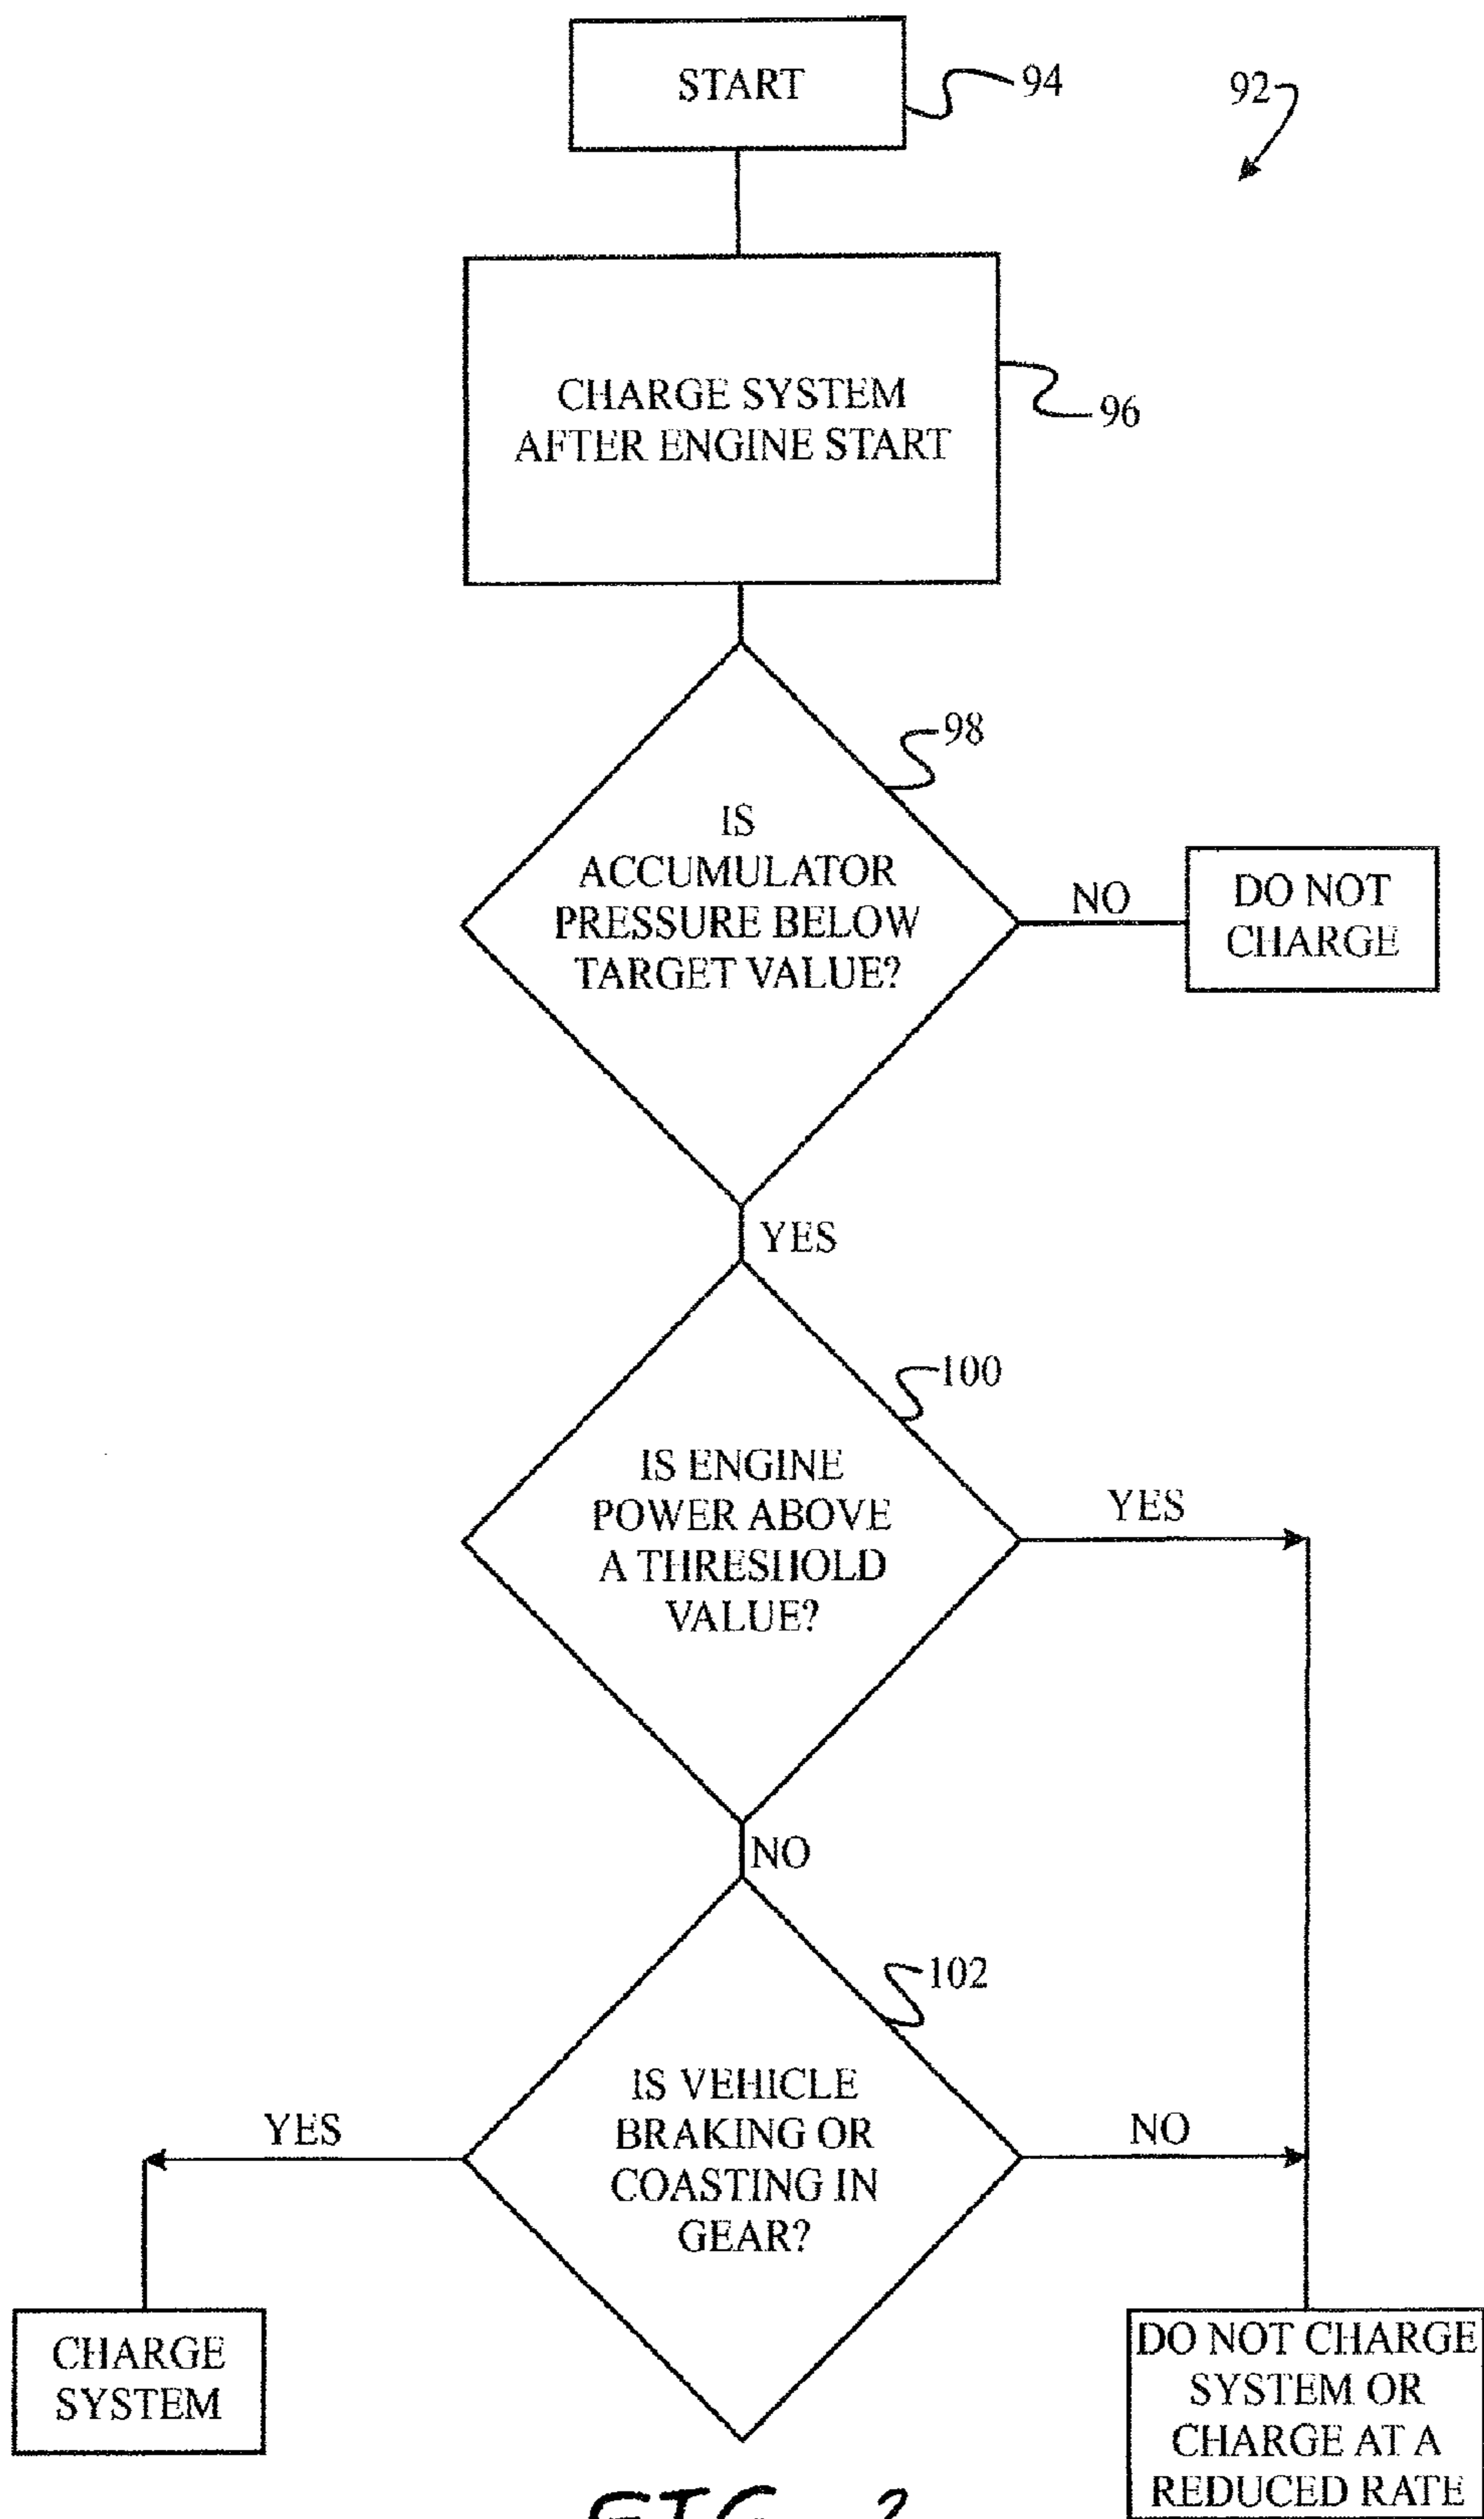 START
94
92
CHARGE SYSTEM
AFTER ENGINE START
96
98
IS
ACCUMULATOR
PRESSURE BELOW
TARGET VALUE?
NO
DO NOT
CHARGE
YES
100
IS ENGINE
POWER ABOVE
A THRESHOLD
VALUE?
YES
NO
102
IS VEHICLE
BRAKING OR
COASTING IN
GEAR?
YES
NO
CHARGE
SYSTEM
DO NOT CHARGE
SYSTEM OR
CHARGE AT A
REDUCED RATE
FIG.